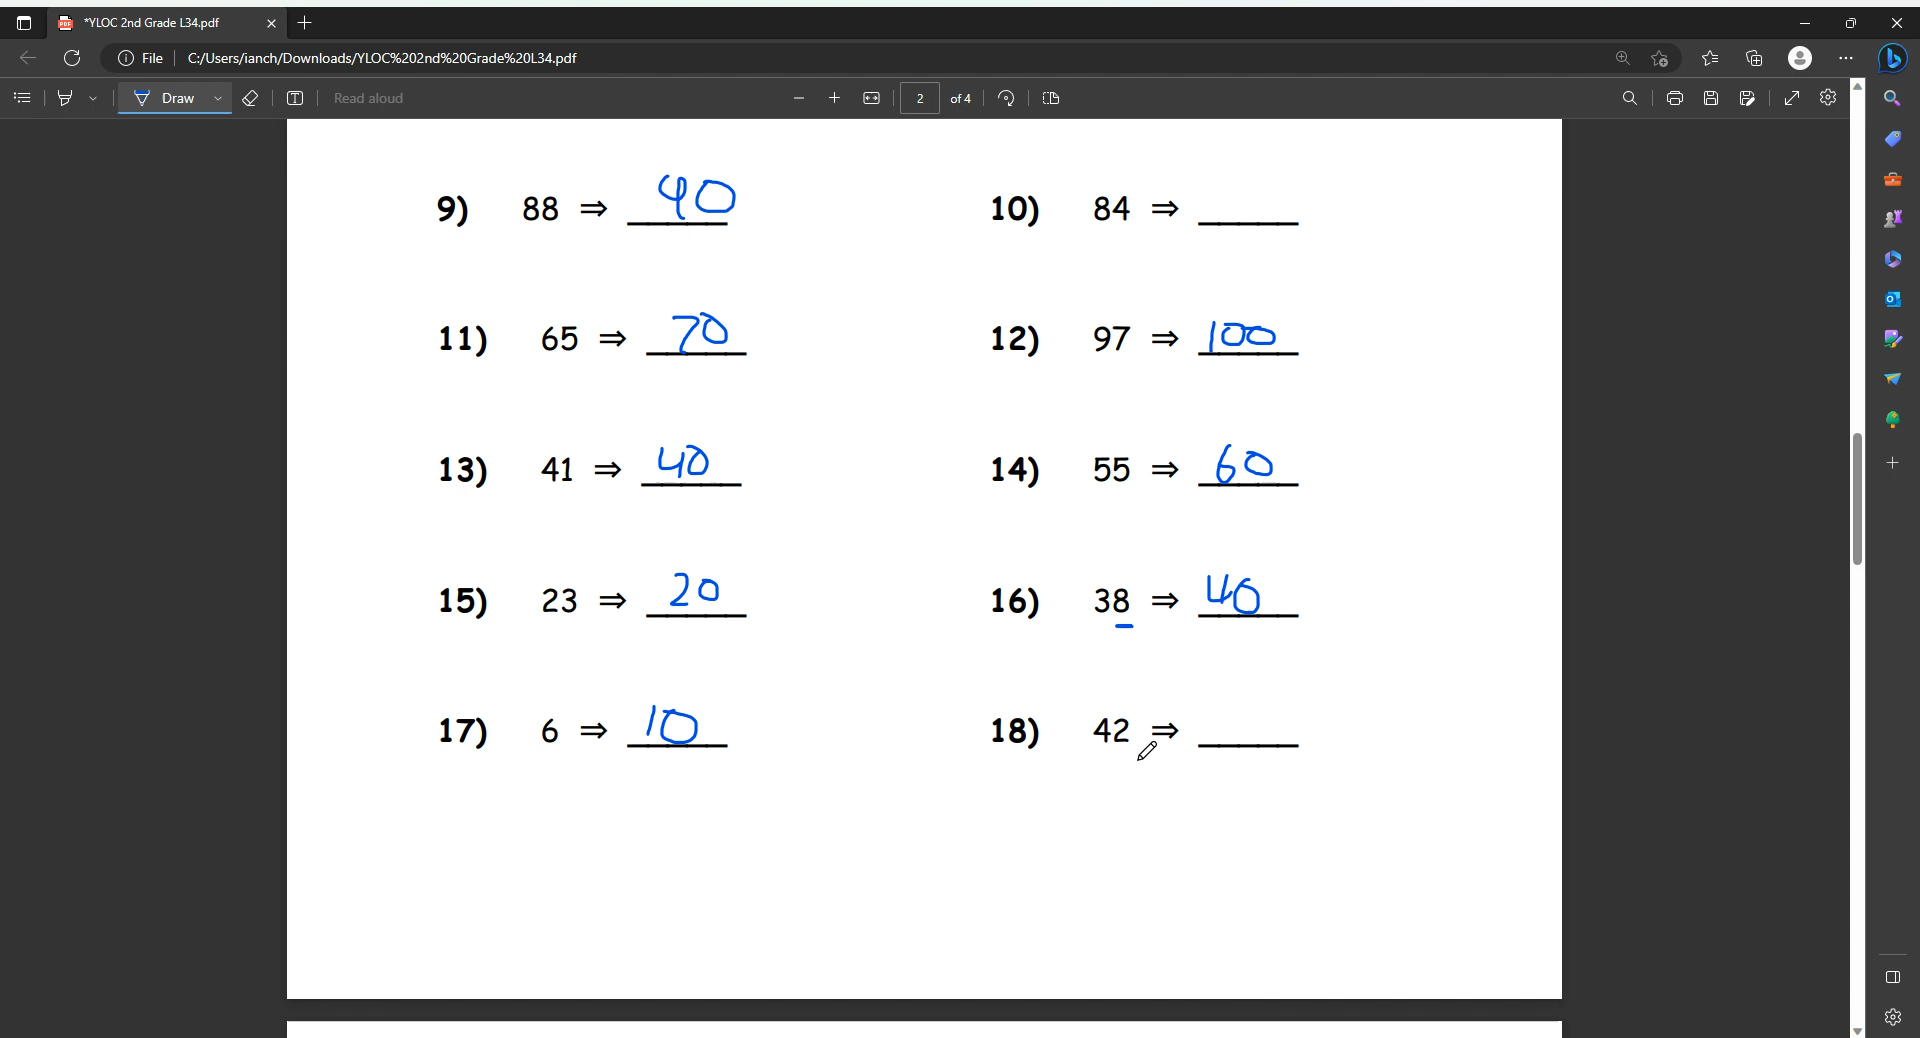 *YLOC 2nd Grade L34.pdf
File C:/Users/ianch/Downloads/YLOC%202nd%20Grade%20L34.pdf
Draw Read aloud 2 of 4
9) 88 ⇒ 40
10) 84 ⇒ ______
11) 65 ⇒ 70
12) 97 ⇒ 100
13) 41 ⇒ 40
14) 55 ⇒ 60
15) 23 ⇒ 20
16) 38 ⇒ 40
17) 6 ⇒ 10
18) 42 ⇒ ______